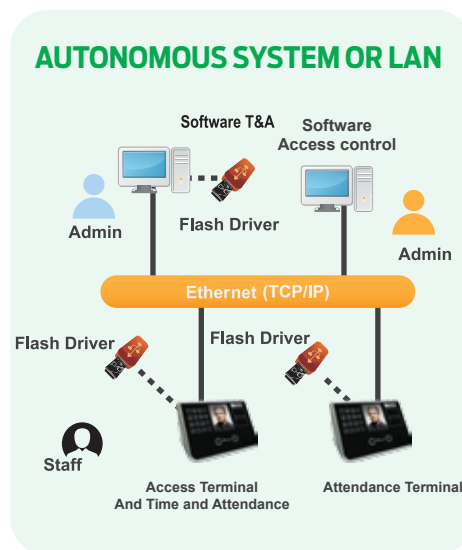 AUTONOMOUS SYSTEM OR LAN
Software T&A
Software
Access control
Admin
Flash Driver
Admin
Ethernet (TCP/IP)
Flash Driver
Flash Driver
Staff
Access Terminal
And Time and Attendance
Attendance Terminal